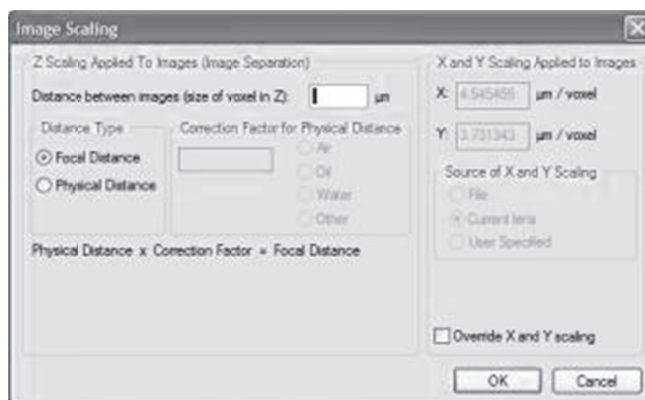 Image Scaling
Z Scaling Applied To Images (Image Separation)
Distance between images (size of voxel in Z):
µm
Distance Type
Focal Distance
Physical Distance
Correction Factor for Physical Distance
Air
Oil
Water
Other
Physical Distance x Correction Factor = Focal Distance
X and Y Scaling Applied to Images
X: 4.545455 µm / voxel
Y: 3.731343 µm / voxel
Source of X and Y Scaling
File
Current lens
User Specified
Override X and Y scaling
OK
Cancel